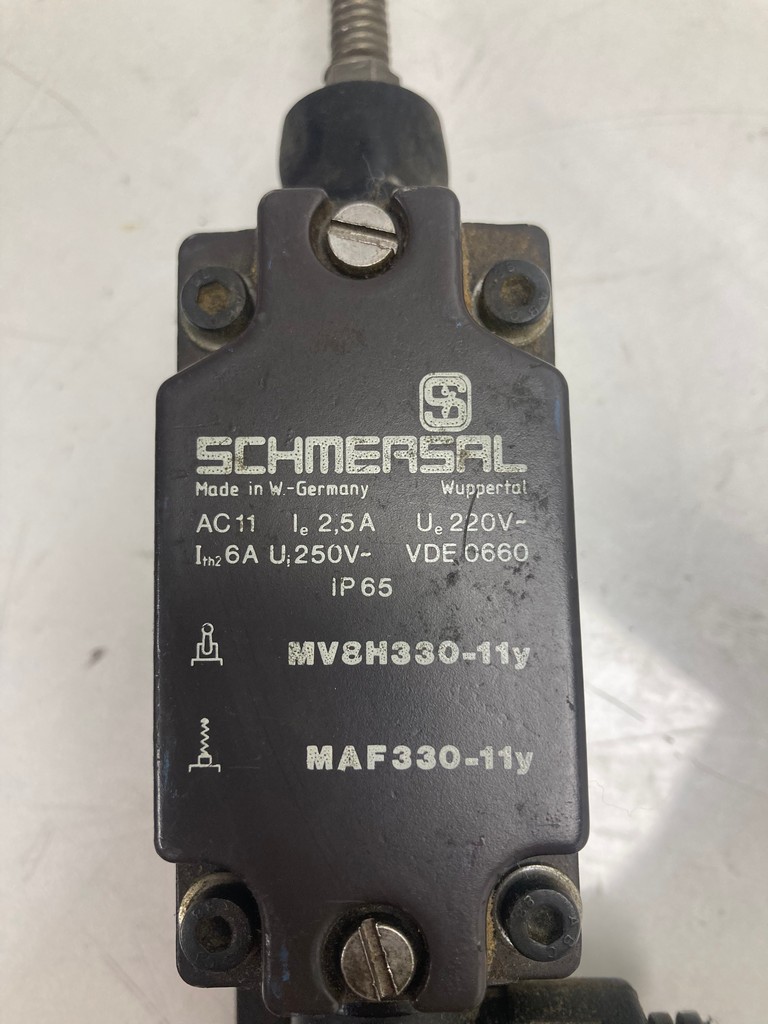 SCHMERSAL
Made in W.-Germany Wuppertal
AC11 Ie 2,5A Ue 220V~
Ith2 6A Ui 250V~ VDE 0660
IP65
MV8H330-11y
MAF330-11y